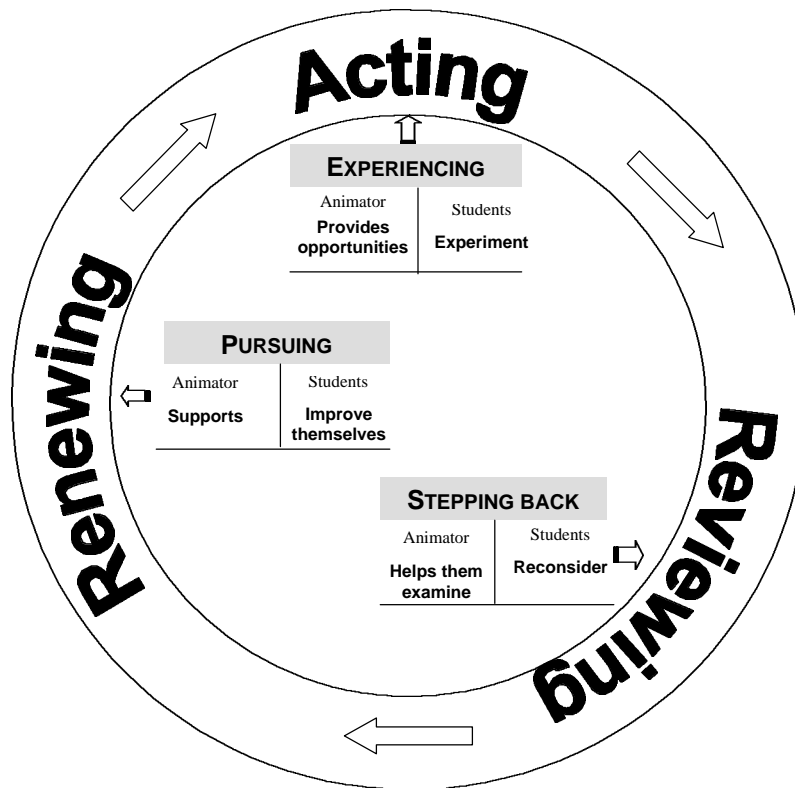 Acting
EXPERIENCING
Animator
Provides
opportunities
Students
Experiment
Renewing
PURSUING
Animator
Supports
Students
Improve
themselves
Reviewing
STEPPING BACK
Animator
Helps them
examine
Students
Reconsider